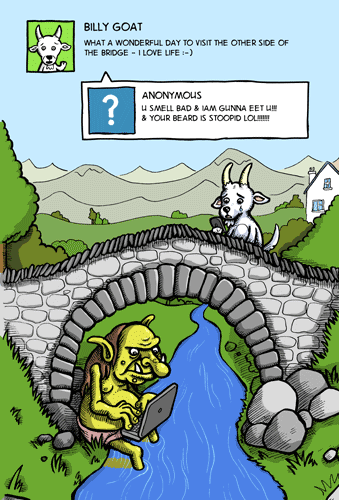 BILLY GOAT
WHAT A WONDERFUL DAY TO VISIT THE OTHER SIDE OF
THE BRIDGE - I LOVE LIFE :-)
?
ANONYMOUS
U SMELL BAD & IAM GUNNA EET U!!!
& YOUR BEARD IS STOOPID LOL!!!!!!!